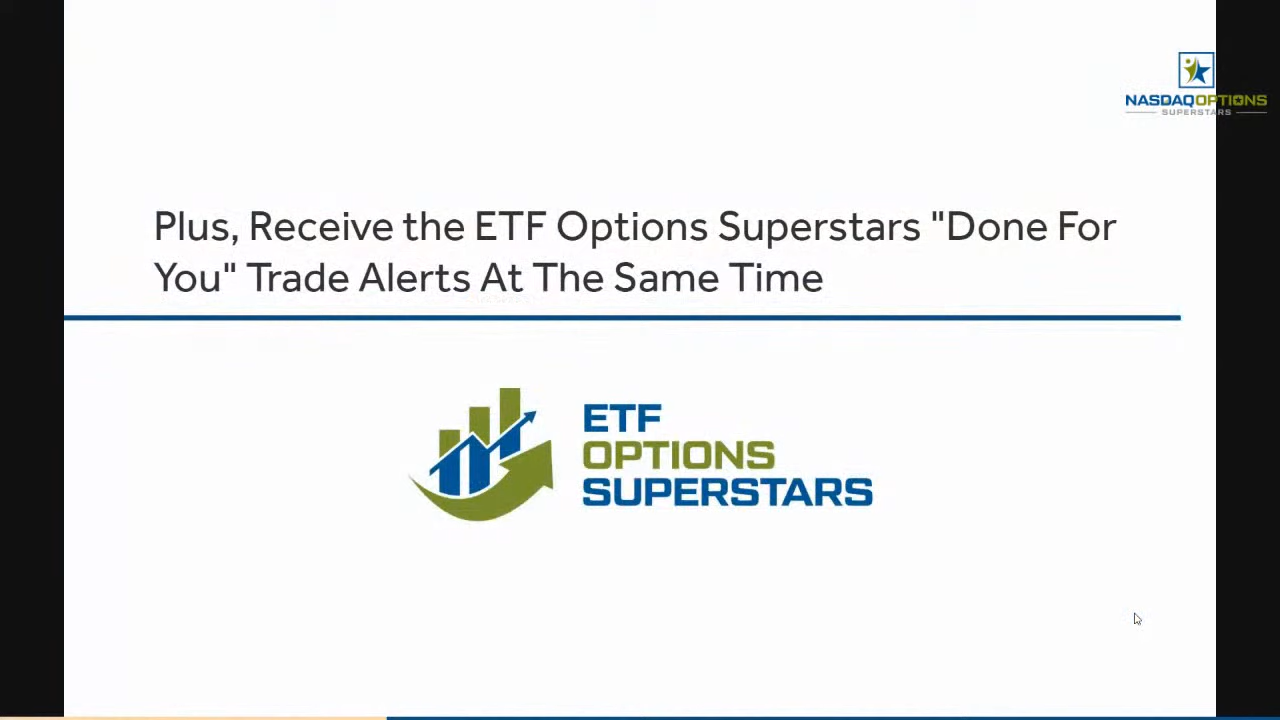 NASDAQOPTIONS
SUPERSTARS
Plus, Receive the ETF Options Superstars "Done For
You" Trade Alerts At The Same Time
ETF
OPTIONS
SUPERSTARS